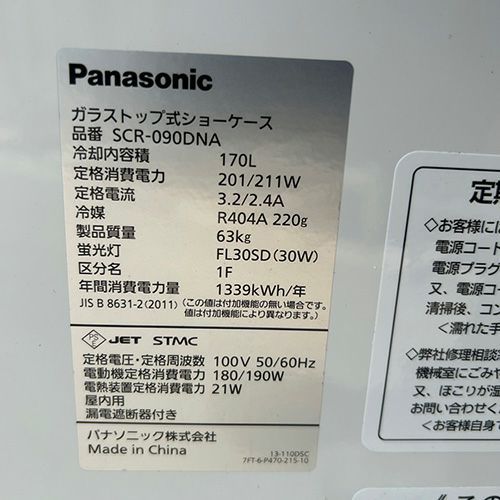 Panasonic
ガラストップ式ショーケース
品番 SCR-090DNA
冷却内容積 170L
定格消費電力 201/211W
定格電流 3.2/2.4A
冷媒 R404A 220g
製品質量 63kg
蛍光灯 FL30SD(30W)
区分名 1F
年間消費電力量 1339kWh/年
JIS B 8631-2(2011) (この値は付加機能の無い場合です。
値は付加機能により異なります。)
PSE JET STMC
定格電圧・定格周波数 100V 50/60Hz
電動機定格消費電力 180/190W
電熱装置定格消費電力 21W
屋内用
漏電遮断器付き
パナソニック株式会社
Made in China
13-110DSC
7FT-6-P470-215-10
定期
◇お客様には
電源コード
電源プラグ
又、電源コー
清掃後、コン
<濡れた手
◇弊社修理相談
機械室にごみや
又、ほこりが湿
お問い合わせく
<お客様自身